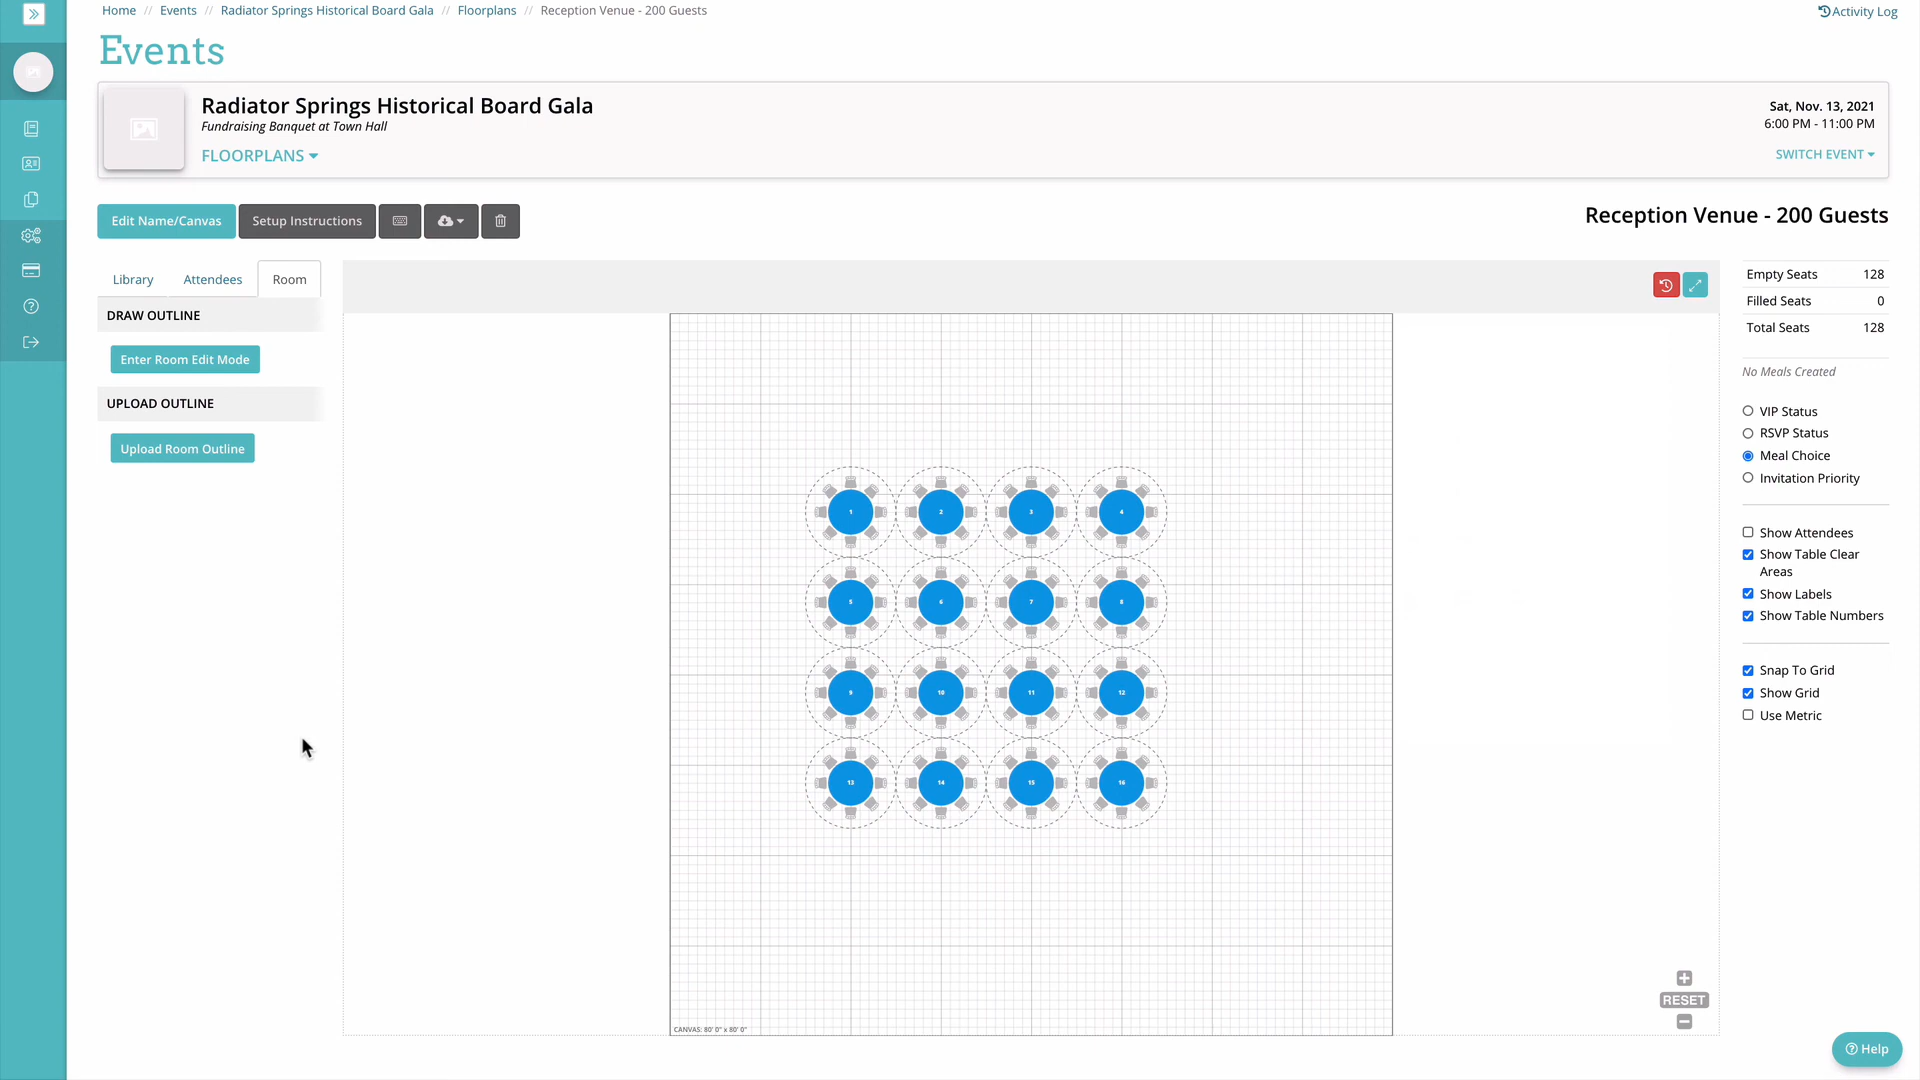 Home // Events // Radiator Springs Historical Board Gala // Floorplans // Reception Venue - 200 Guests
Activity Log
Events
Radiator Springs Historical Board Gala
Fundraising Banquet at Town Hall
FLOORPLANS
Sat, Nov. 13, 2021
6:00 PM - 11:00 PM
SWITCH EVENT
Edit Name/Canvas
Setup Instructions
Reception Venue - 200 Guests
Library
Attendees
Room
DRAW OUTLINE
Enter Room Edit Mode
UPLOAD OUTLINE
Upload Room Outline
1 2 3 4
5 6 7 8
9 10 11 12
13 14 15 16
CANVAS: 80' 0" x 80' 0"
RESET
Empty Seats 128
Filled Seats 0
Total Seats 128
No Meals Created
VIP Status
RSVP Status
Meal Choice
Invitation Priority
Show Attendees
Show Table Clear
Areas
Show Labels
Show Table Numbers
Snap To Grid
Show Grid
Use Metric
Help